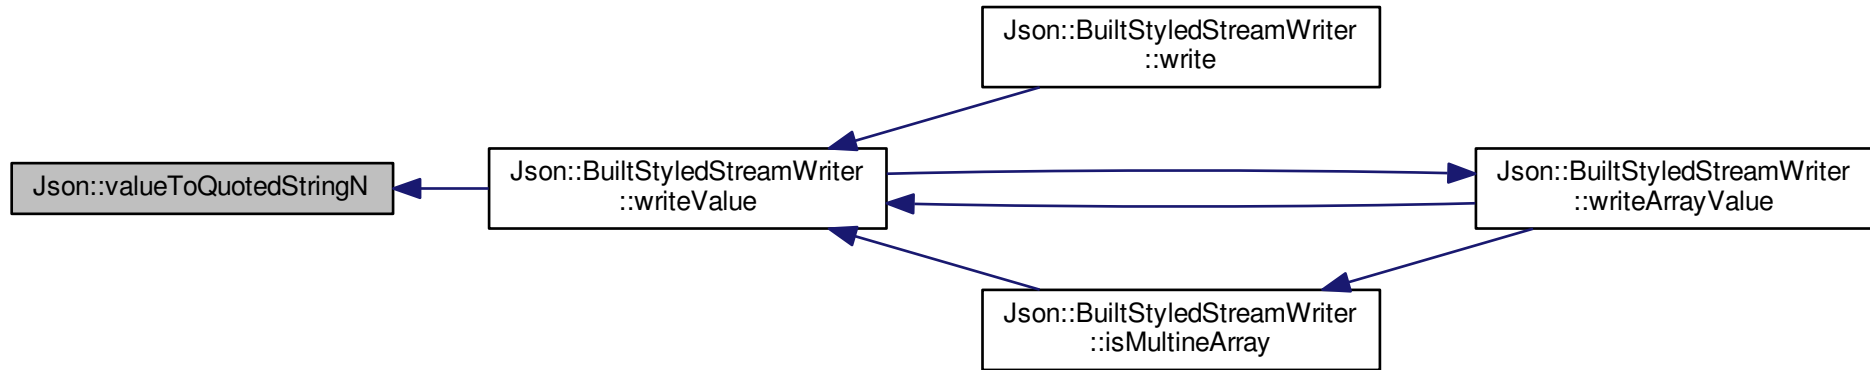 Json::valueToQuotedStringN
Json::BuiltStyledStreamWriter
::writeValue
Json::BuiltStyledStreamWriter
::write
Json::BuiltStyledStreamWriter
::writeArrayValue
Json::BuiltStyledStreamWriter
::isMultineArray